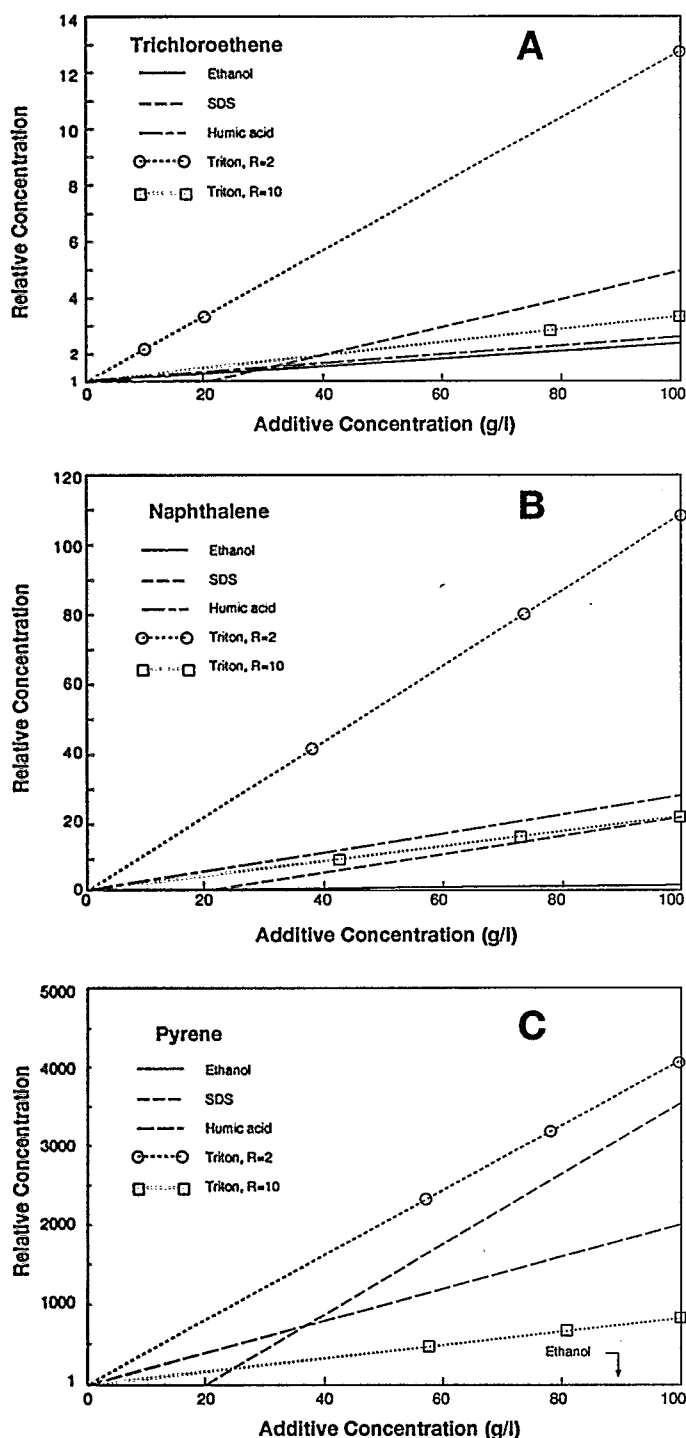 A
Trichloroethene
Ethanol
SDS
Humic acid
Triton, R=2
Triton, R=10
14
12
10
8
6
4
2
1
0
20
40
60
80
100
Relative Concentration
Additive Concentration (g/l)
B
Naphthalene
Ethanol
SDS
Humic acid
Triton, R=2
Triton, R=10
120
100
80
60
40
20
0
0
20
40
60
80
100
Relative Concentration
Additive Concentration (g/l)
C
Pyrene
Ethanol
SDS
Humic acid
Triton, R=2
Triton, R=10
Ethanol
5000
4000
3000
2000
1000
1
0
20
40
60
80
100
Relative Concentration
Additive Concentration (g/l)